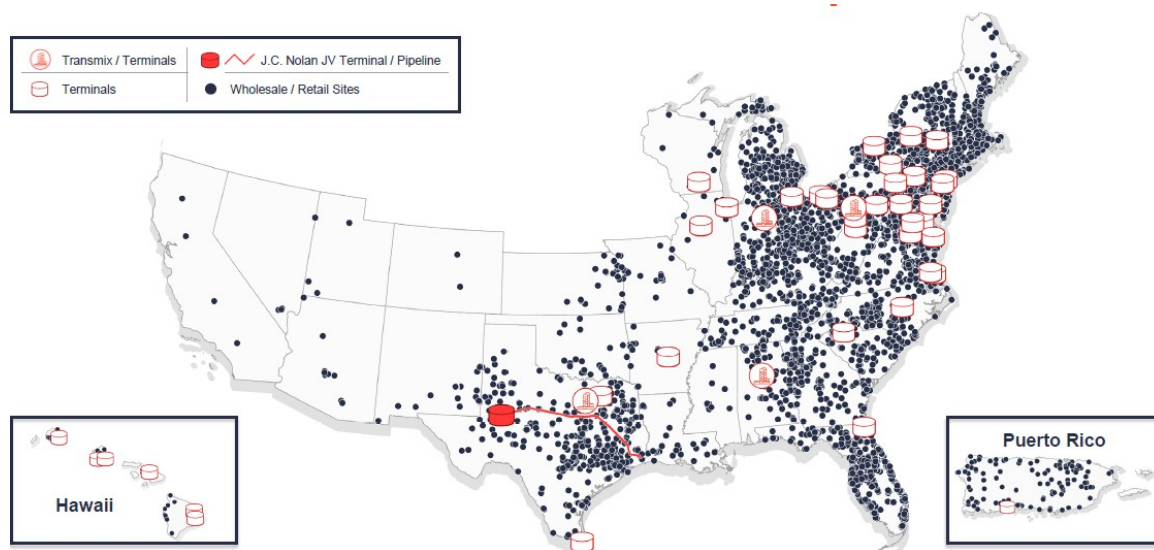 Transmix / Terminals
J.C. Nolan JV Terminal / Pipeline
Terminals
Wholesale / Retail Sites
Hawaii
Puerto Rico